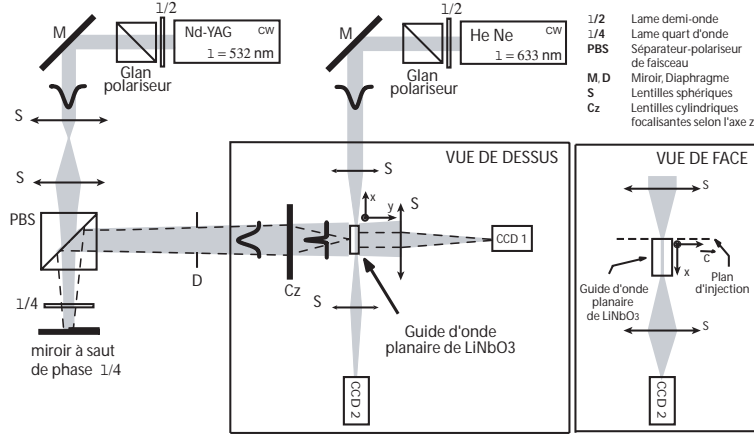 1/2
M
Nd-YAG
CW
1 = 532 nm
Glan
polariseur
S
S
PBS
1/4
miroir à saut
de phase 1/4
D
1/2
M
He Ne
CW
1 = 633 nm
Glan
polariseur
1/2 Lame demi-onde
1/4 Lame quart d'onde
PBS Séparateur-polariseur
de faisceau
M, D Miroir, Diaphragme
S Lentilles sphériques
Cz Lentilles cylindriques
focalisantes selon l'axe z
VUE DE DESSUS
S
x
y
S
Cz
CCD 1
S
Guide d'onde
planaire de LiNbO3
CCD 2
VUE DE FACE
S
c
x
Guide d'onde
planaire
de LiNbO3
Plan
d'injection
S
CCD 2